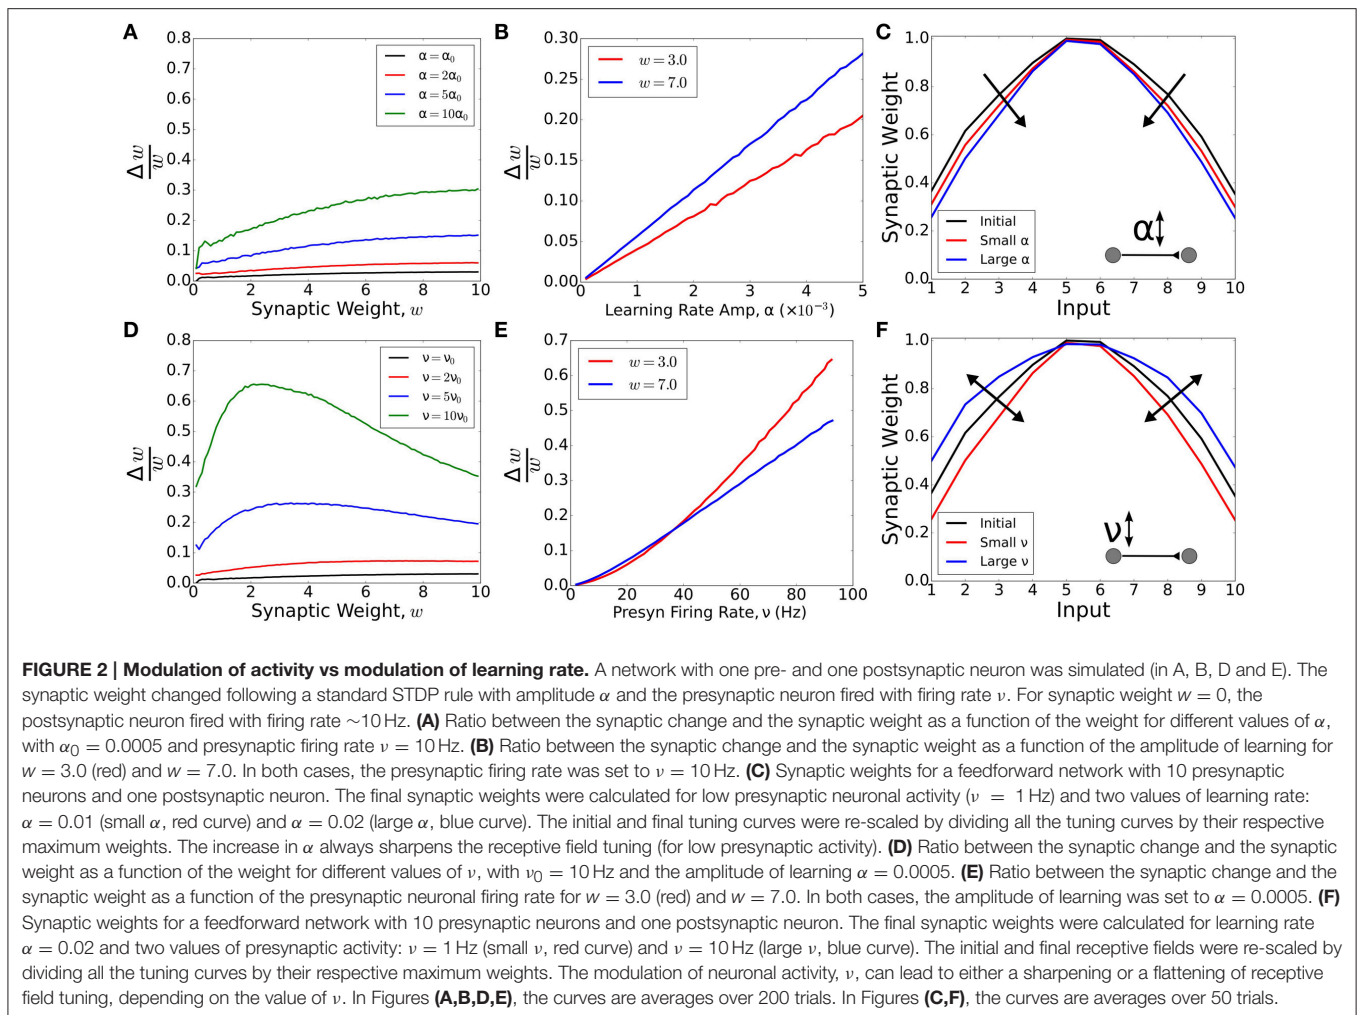 A
0.8
0.7
0.6
0.5
0.4
0.3
0.2
0.1
0.0
Δw/w
α = α₀
α = 2α₀
α = 5α₀
α = 10α₀
0 2 4 6 8 10
Synaptic Weight, w
B
0.30
0.25
0.20
0.15
0.10
0.05
0.00
Δw/w
w = 3.0
w = 7.0
0 1 2 3 4 5
Learning Rate Amp, α (×10⁻³)
C
1.0
0.8
0.6
0.4
0.2
0.0
Synaptic Weight
Initial
Small α
Large α
α
1 2 3 4 5 6 7 8 9 10
Input
D
0.8
0.7
0.6
0.5
0.4
0.3
0.2
0.1
0.0
Δw/w
ν = ν₀
ν = 2ν₀
ν = 5ν₀
ν = 10ν₀
0 2 4 6 8 10
Synaptic Weight, w
E
0.7
0.6
0.5
0.4
0.3
0.2
0.1
0.0
Δw/w
w = 3.0
w = 7.0
0 20 40 60 80 100
Presyn Firing Rate, ν (Hz)
F
1.0
0.8
0.6
0.4
0.2
0.0
Synaptic Weight
Initial
Small ν
Large ν
ν
1 2 3 4 5 6 7 8 9 10
Input
FIGURE 2 | Modulation of activity vs modulation of learning rate. A network with one pre- and one postsynaptic neuron was simulated (in A, B, D and E). The
synaptic weight changed following a standard STDP rule with amplitude α and the presynaptic neuron fired with firing rate ν. For synaptic weight w = 0, the
postsynaptic neuron fired with firing rate ∼10 Hz. (A) Ratio between the synaptic change and the synaptic weight as a function of the weight for different values of α,
with α₀ = 0.0005 and presynaptic firing rate ν = 10 Hz. (B) Ratio between the synaptic change and the synaptic weight as a function of the amplitude of learning for
w = 3.0 (red) and w = 7.0. In both cases, the presynaptic firing rate was set to ν = 10 Hz. (C) Synaptic weights for a feedforward network with 10 presynaptic
neurons and one postsynaptic neuron. The final synaptic weights were calculated for low presynaptic neuronal activity (ν = 1 Hz) and two values of learning rate:
α = 0.01 (small α, red curve) and α = 0.02 (large α, blue curve). The initial and final tuning curves were re-scaled by dividing all the tuning curves by their respective
maximum weights. The increase in α always sharpens the receptive field tuning (for low presynaptic activity). (D) Ratio between the synaptic change and the synaptic
weight as a function of the weight for different values of ν, with ν₀ = 10 Hz and the amplitude of learning α = 0.0005. (E) Ratio between the synaptic change and the
synaptic weight as a function of the presynaptic neuronal firing rate for w = 3.0 (red) and w = 7.0. In both cases, the amplitude of learning was set to α = 0.0005. (F)
Synaptic weights for a feedforward network with 10 presynaptic neurons and one postsynaptic neuron. The final synaptic weights were calculated for learning rate
α = 0.02 and two values of presynaptic activity: ν = 1 Hz (small ν, red curve) and ν = 10 Hz (large ν, blue curve). The initial and final receptive fields were re-scaled by
dividing all the tuning curves by their respective maximum weights. The modulation of neuronal activity, ν, can lead to either a sharpening or a flattening of receptive
field tuning, depending on the value of ν. In Figures (A,B,D,E), the curves are averages over 200 trials. In Figures (C,F), the curves are averages over 50 trials.